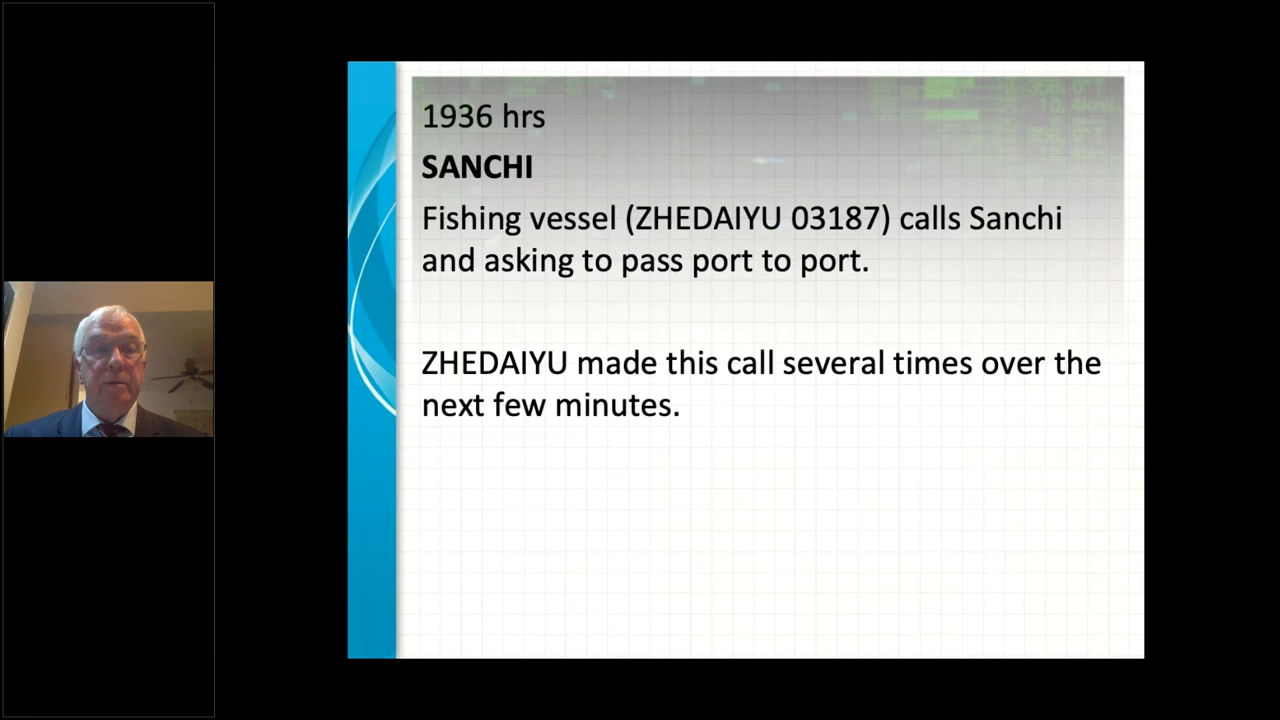 1936 hrs
SANCHI
Fishing vessel (ZHEDAIYU 03187) calls Sanchi
and asking to pass port to port.
ZHEDAIYU made this call several times over the
next few minutes.